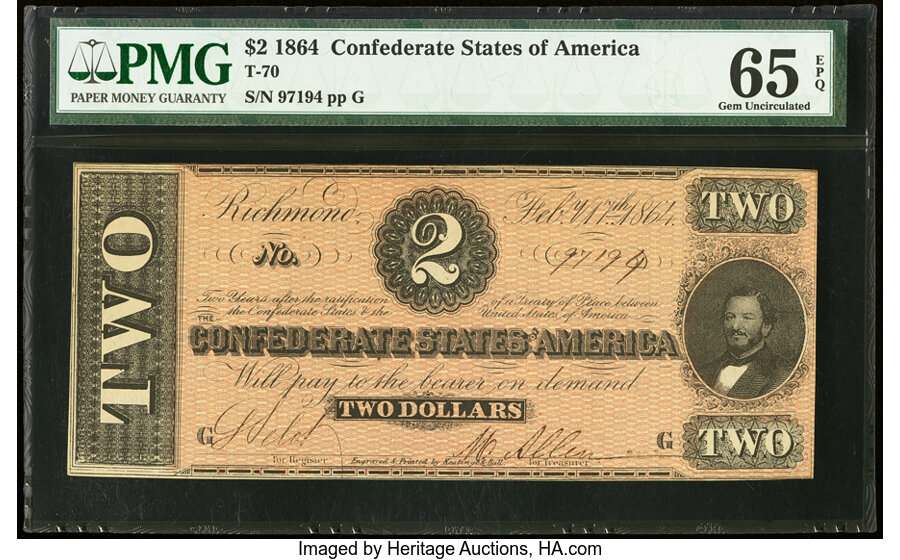 PMG
PAPER MONEY GUARANTY
$2 1864 Confederate States of America
T-70
S/N 97194 pp G
65
EPQ
Gem Uncirculated
TWO
Richmond, Feby 17th 1864.
2
No. 97194
TWO
Two Years after the ratification of a Treaty of Peace between
the Confederate States & the United States of America
THE
CONFEDERATE STATES OF AMERICA
Will pay to the bearer on demand
TWO DOLLARS
G
G
TWO
for Register
Engraved & Printed by Keatinge & Ball.
for Treasurer
Imaged by Heritage Auctions, HA.com